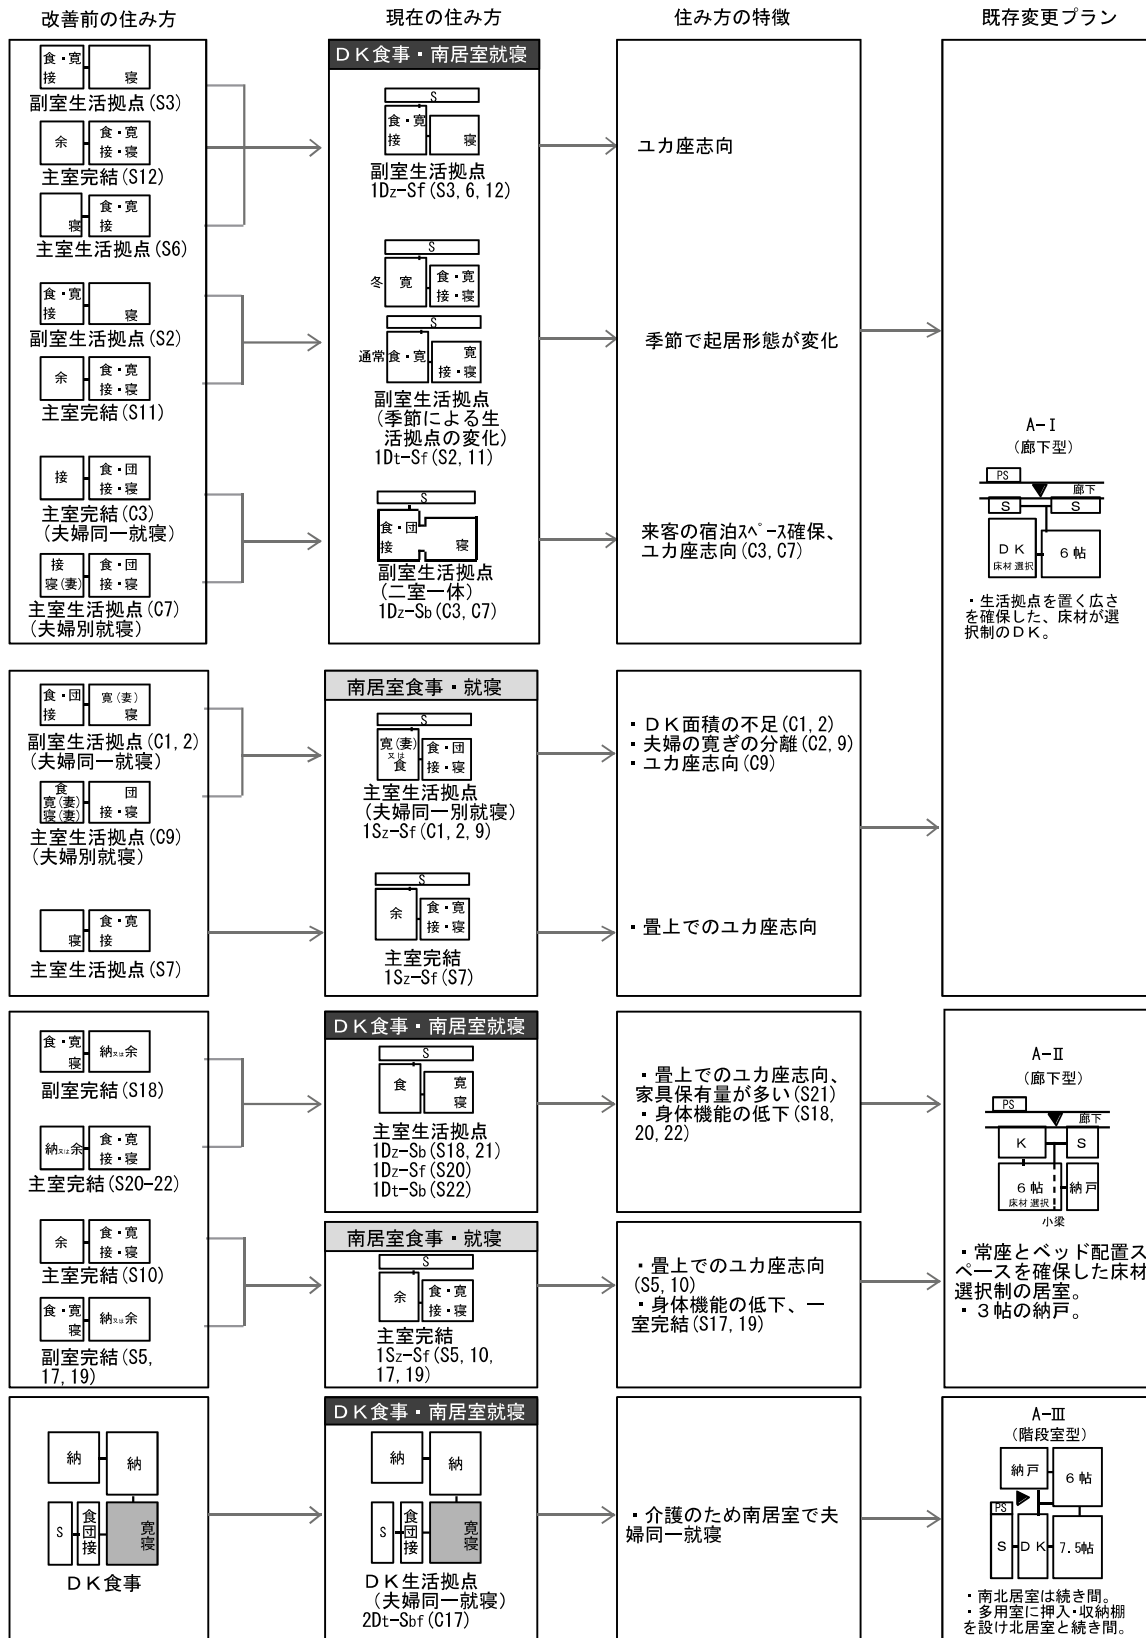 改善前の住み方
現在の住み方
住み方の特徴
既存変更プラン
食・寛
接
寝
副室生活拠点(S3)
余
食・寛
接・寝
主室完結(S12)
寝
食・寛
接
主室生活拠点(S6)
食・寛
接
寝
副室生活拠点(S2)
余
食・寛
接・寝
主室完結(S11)
接
食・団
接・寝
主室完結(C3)
(夫婦同一就寝)
接
寝(妻)
食・団
接・寝
主室生活拠点(C7)
(夫婦別就寝)
DK食事・南居室就寝
S
食・寛
接
寝
副室生活拠点
1Dz-Sf(S3, 6, 12)
S
冬
寛
食・寛
接・寝
S
通常
食・寛
寛
接・寝
副室生活拠点
(季節による生
活拠点の変化)
1Dt-Sf(S2, 11)
S
食・団
接
寝
副室生活拠点
(二室一体)
1Dz-Sb(C3, C7)
ユカ座志向
季節で起居形態が変化
来客の宿泊スペース確保、
ユカ座志向(C3, C7)
A-Ⅰ
(廊下型)
PS
廊下
S
S
DK
床材 選択
6帖
・生活拠点を置く広さ
を確保した、床材が選
択制のDK。
食・団
接
寛(妻)
寝
副室生活拠点(C1, 2)
(夫婦同一就寝)
食
寛(妻)
寝(妻)
団
接・寝
主室生活拠点(C9)
(夫婦別就寝)
寝
食・寛
接
主室生活拠点(S7)
南居室食事・就寝
S
寛(妻)
又は
食
食・団
接・寝
主室生活拠点
(夫婦同一別就寝)
1Sz-Sf(C1, 2, 9)
S
余
食・寛
接・寝
主室完結
1Sz-Sf(S7)
・DK面積の不足(C1, 2)
・夫婦の寛ぎの分離(C2, 9)
・ユカ座志向(C9)
・畳上でのユカ座志向
食・寛
寝
納又は余
副室完結(S18)
納又は余
食・寛
接・寝
主室完結(S20-22)
余
食・寛
接・寝
主室完結(S10)
食・寛
寝
納又は余
副室完結(S5,
17, 19)
DK食事・南居室就寝
S
食
寛
寝
主室生活拠点
1Dz-Sb(S18, 21)
1Dz-Sf(S20)
1Dt-Sb(S22)
南居室食事・就寝
S
余
食・寛
接・寝
主室完結
1Sz-Sf(S5, 10,
17, 19)
・畳上でのユカ座志向、
家具保有量が多い(S21)
・身体機能の低下(S18,
20, 22)
・畳上でのユカ座志向
(S5, 10)
・身体機能の低下、一
室完結(S17, 19)
A-Ⅱ
(廊下型)
PS
廊下
K
S
6帖
床材 選択
納戸
小梁
・常座とベッド配置ス
ペースを確保した床材
選択制の居室。
・3帖の納戸。
納
納
S
食
団
接
寛
寝
DK食事
DK食事・南居室就寝
納
納
S
食
団
接
寛
寝
DK生活拠点
(夫婦同一就寝)
2Dt-Sbf(C17)
・介護のため南居室で夫
婦同一就寝
A-Ⅲ
(階段室型)
納戸
6帖
PS
S
DK
7.5帖
・南北居室は続き間。
・多用室に押入・収納棚
を設け北居室と続き間。